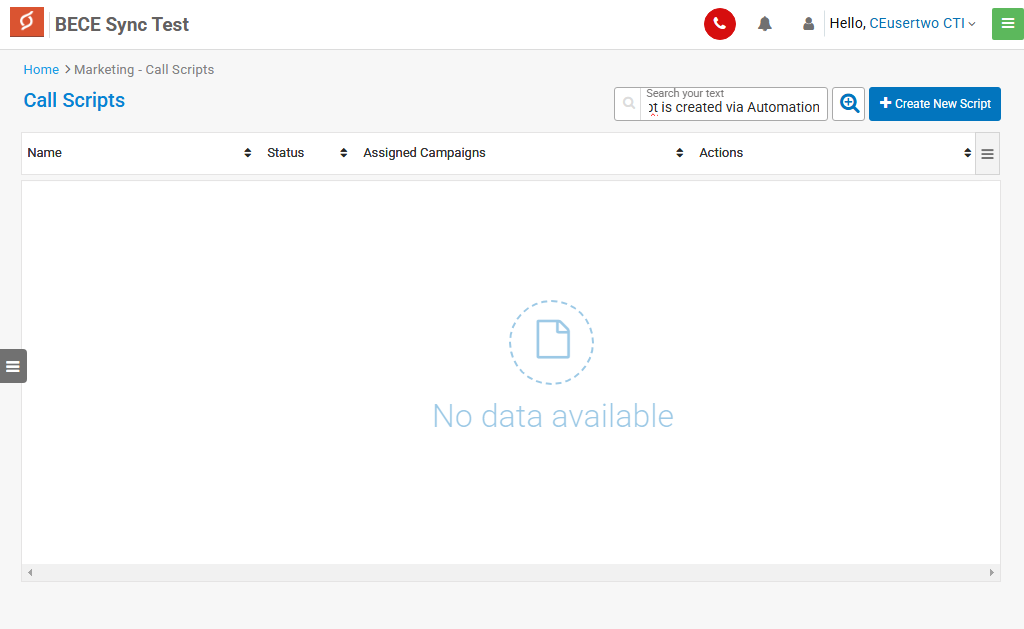 BECE Sync Test
Hello, CEusertwo CTI
Home > Marketing - Call Scripts
Call Scripts
Search your text
is created via Automation
Create New Script
Name Status Assigned Campaigns Actions
No data available